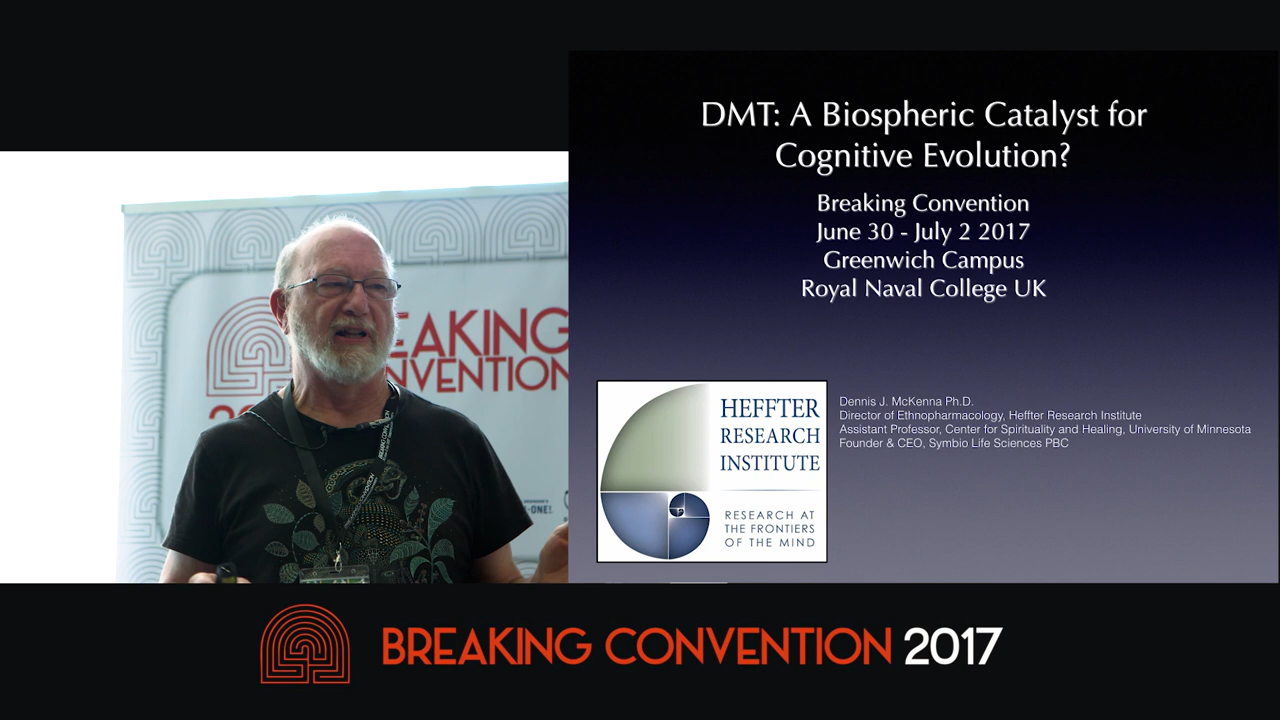 DMT: A Biospheric Catalyst for
Cognitive Evolution?
Breaking Convention
June 30 - July 2 2017
Greenwich Campus
Royal Naval College UK
HEFFTER
RESEARCH
INSTITUTE
RESEARCH AT
THE FRONTIERS
OF THE MIND
Dennis J. McKenna Ph.D.
Director of Ethnopharmacology, Heffter Research Institute
Assistant Professor, Center for Spirituality and Healing, University of Minnesota
Founder & CEO, Symbio Life Sciences PBC
EAKING
NVENTION
BREAKING CONVENTION 2017